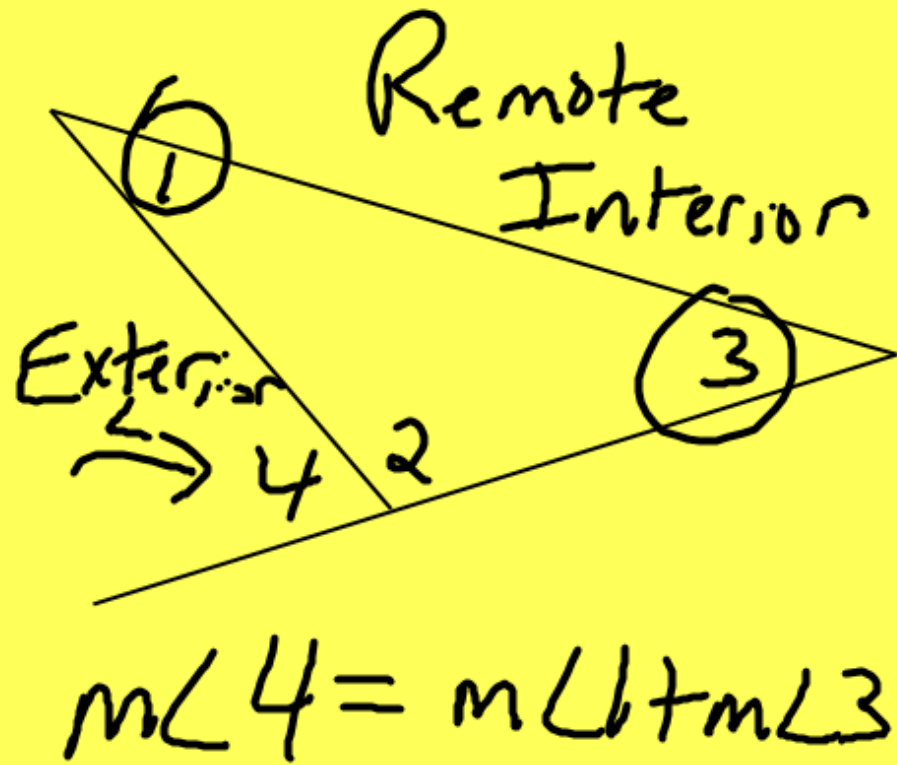 Remote
Interior
1
3
Exterior
∠
4
2
m∠4 = m∠1 + m∠3